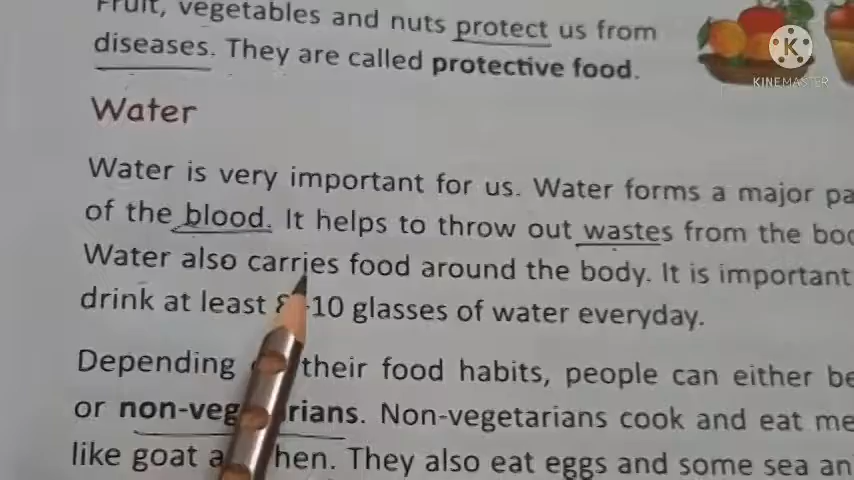 Fruit, vegetables and nuts protect us from
diseases. They are called protective food.
K
KINEMASTER
Water
Water is very important for us. Water forms a major pa
of the blood. It helps to throw out wastes from the boo
Water also carries food around the body. It is important
drink at least 8-10 glasses of water everyday.
Depending their food habits, people can either be
or non-veg rians. Non-vegetarians cook and eat me
like goat a hen. They also eat eggs and some sea an